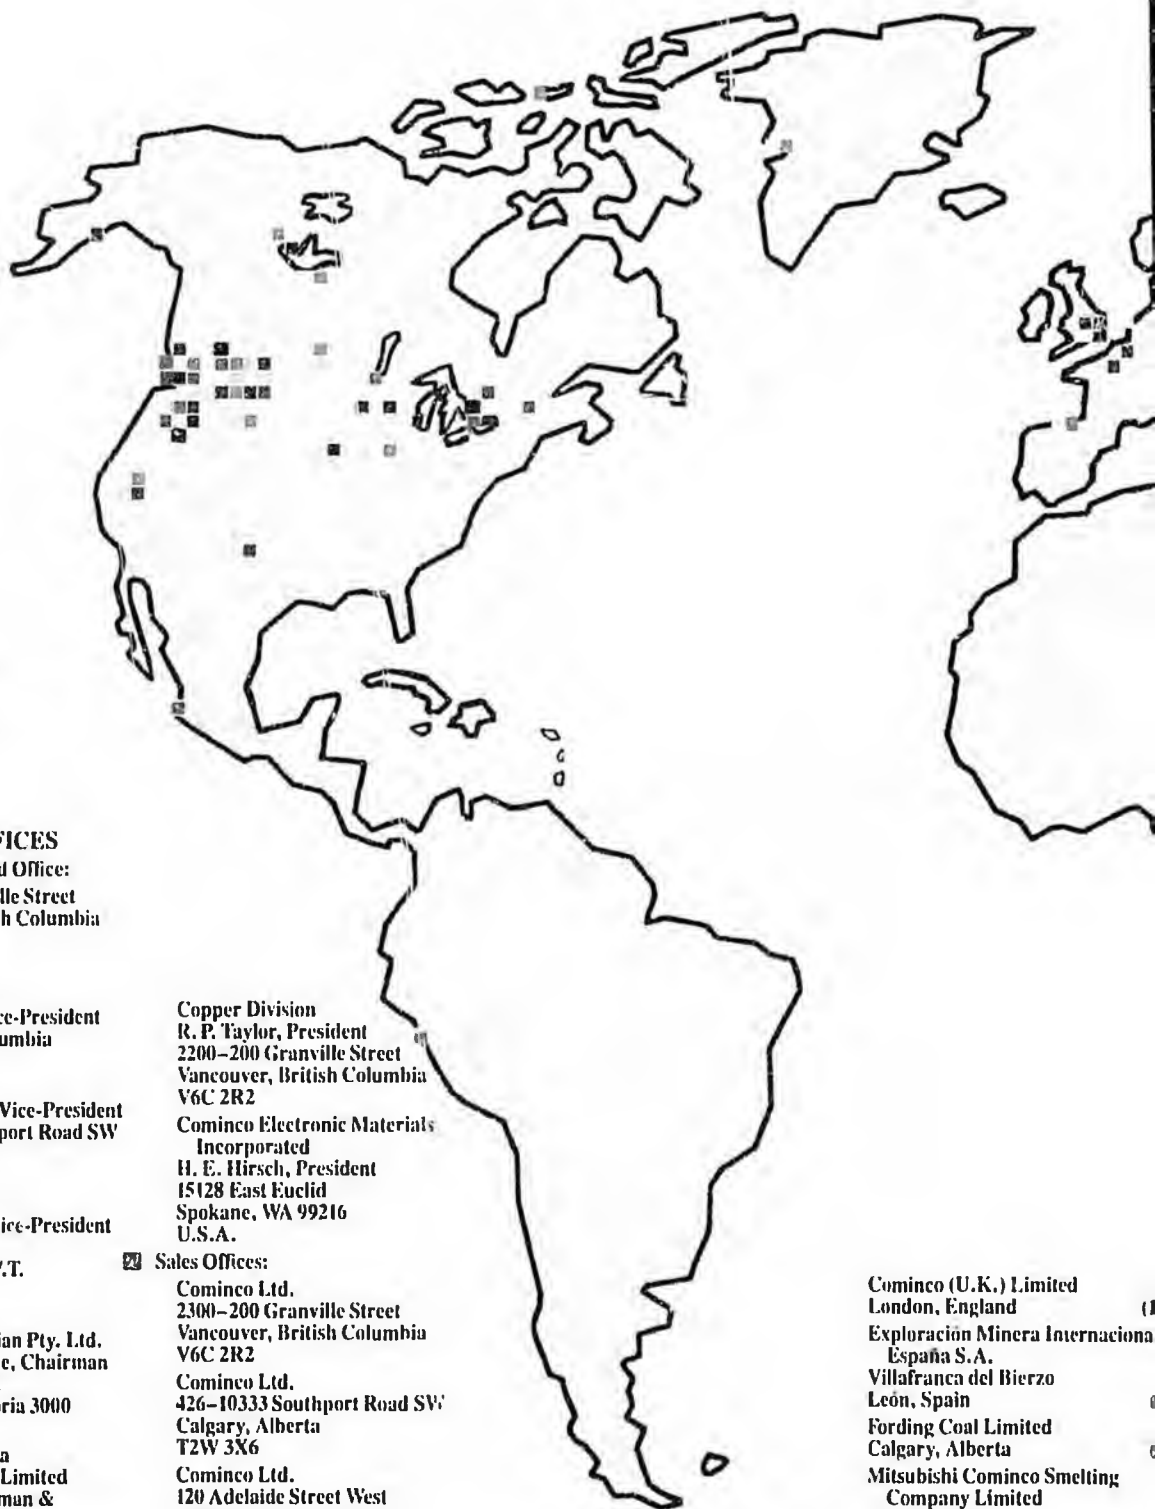 FICES
d Office:
lle Street
h Columbia
ce-President
umbia
Vice-President
port Road SW
ice-President
V.T.
ian Pty. Ltd.
e, Chairman
ria 3000
a
Limited
man &
Copper Division
R. P. Taylor, President
2200–200 Granville Street
Vancouver, British Columbia
V6C 2R2
Cominco Electronic Materials
Incorporated
H. E. Hirsch, President
15128 East Euclid
Spokane, WA 99216
U.S.A.
Sales Offices:
Cominco Ltd.
2300–200 Granville Street
Vancouver, British Columbia
V6C 2R2
Cominco Ltd.
426–10333 Southport Road SW
Calgary, Alberta
T2W 3X6
Cominco Ltd.
120 Adelaide Street West
Cominco (U.K.) Limited
London, England
Exploración Minera Internaciona
España S.A.
Villafranca del Bierzo
León, Spain
Fording Coal Limited
Calgary, Alberta
Mitsubishi Cominco Smelting
Company Limited